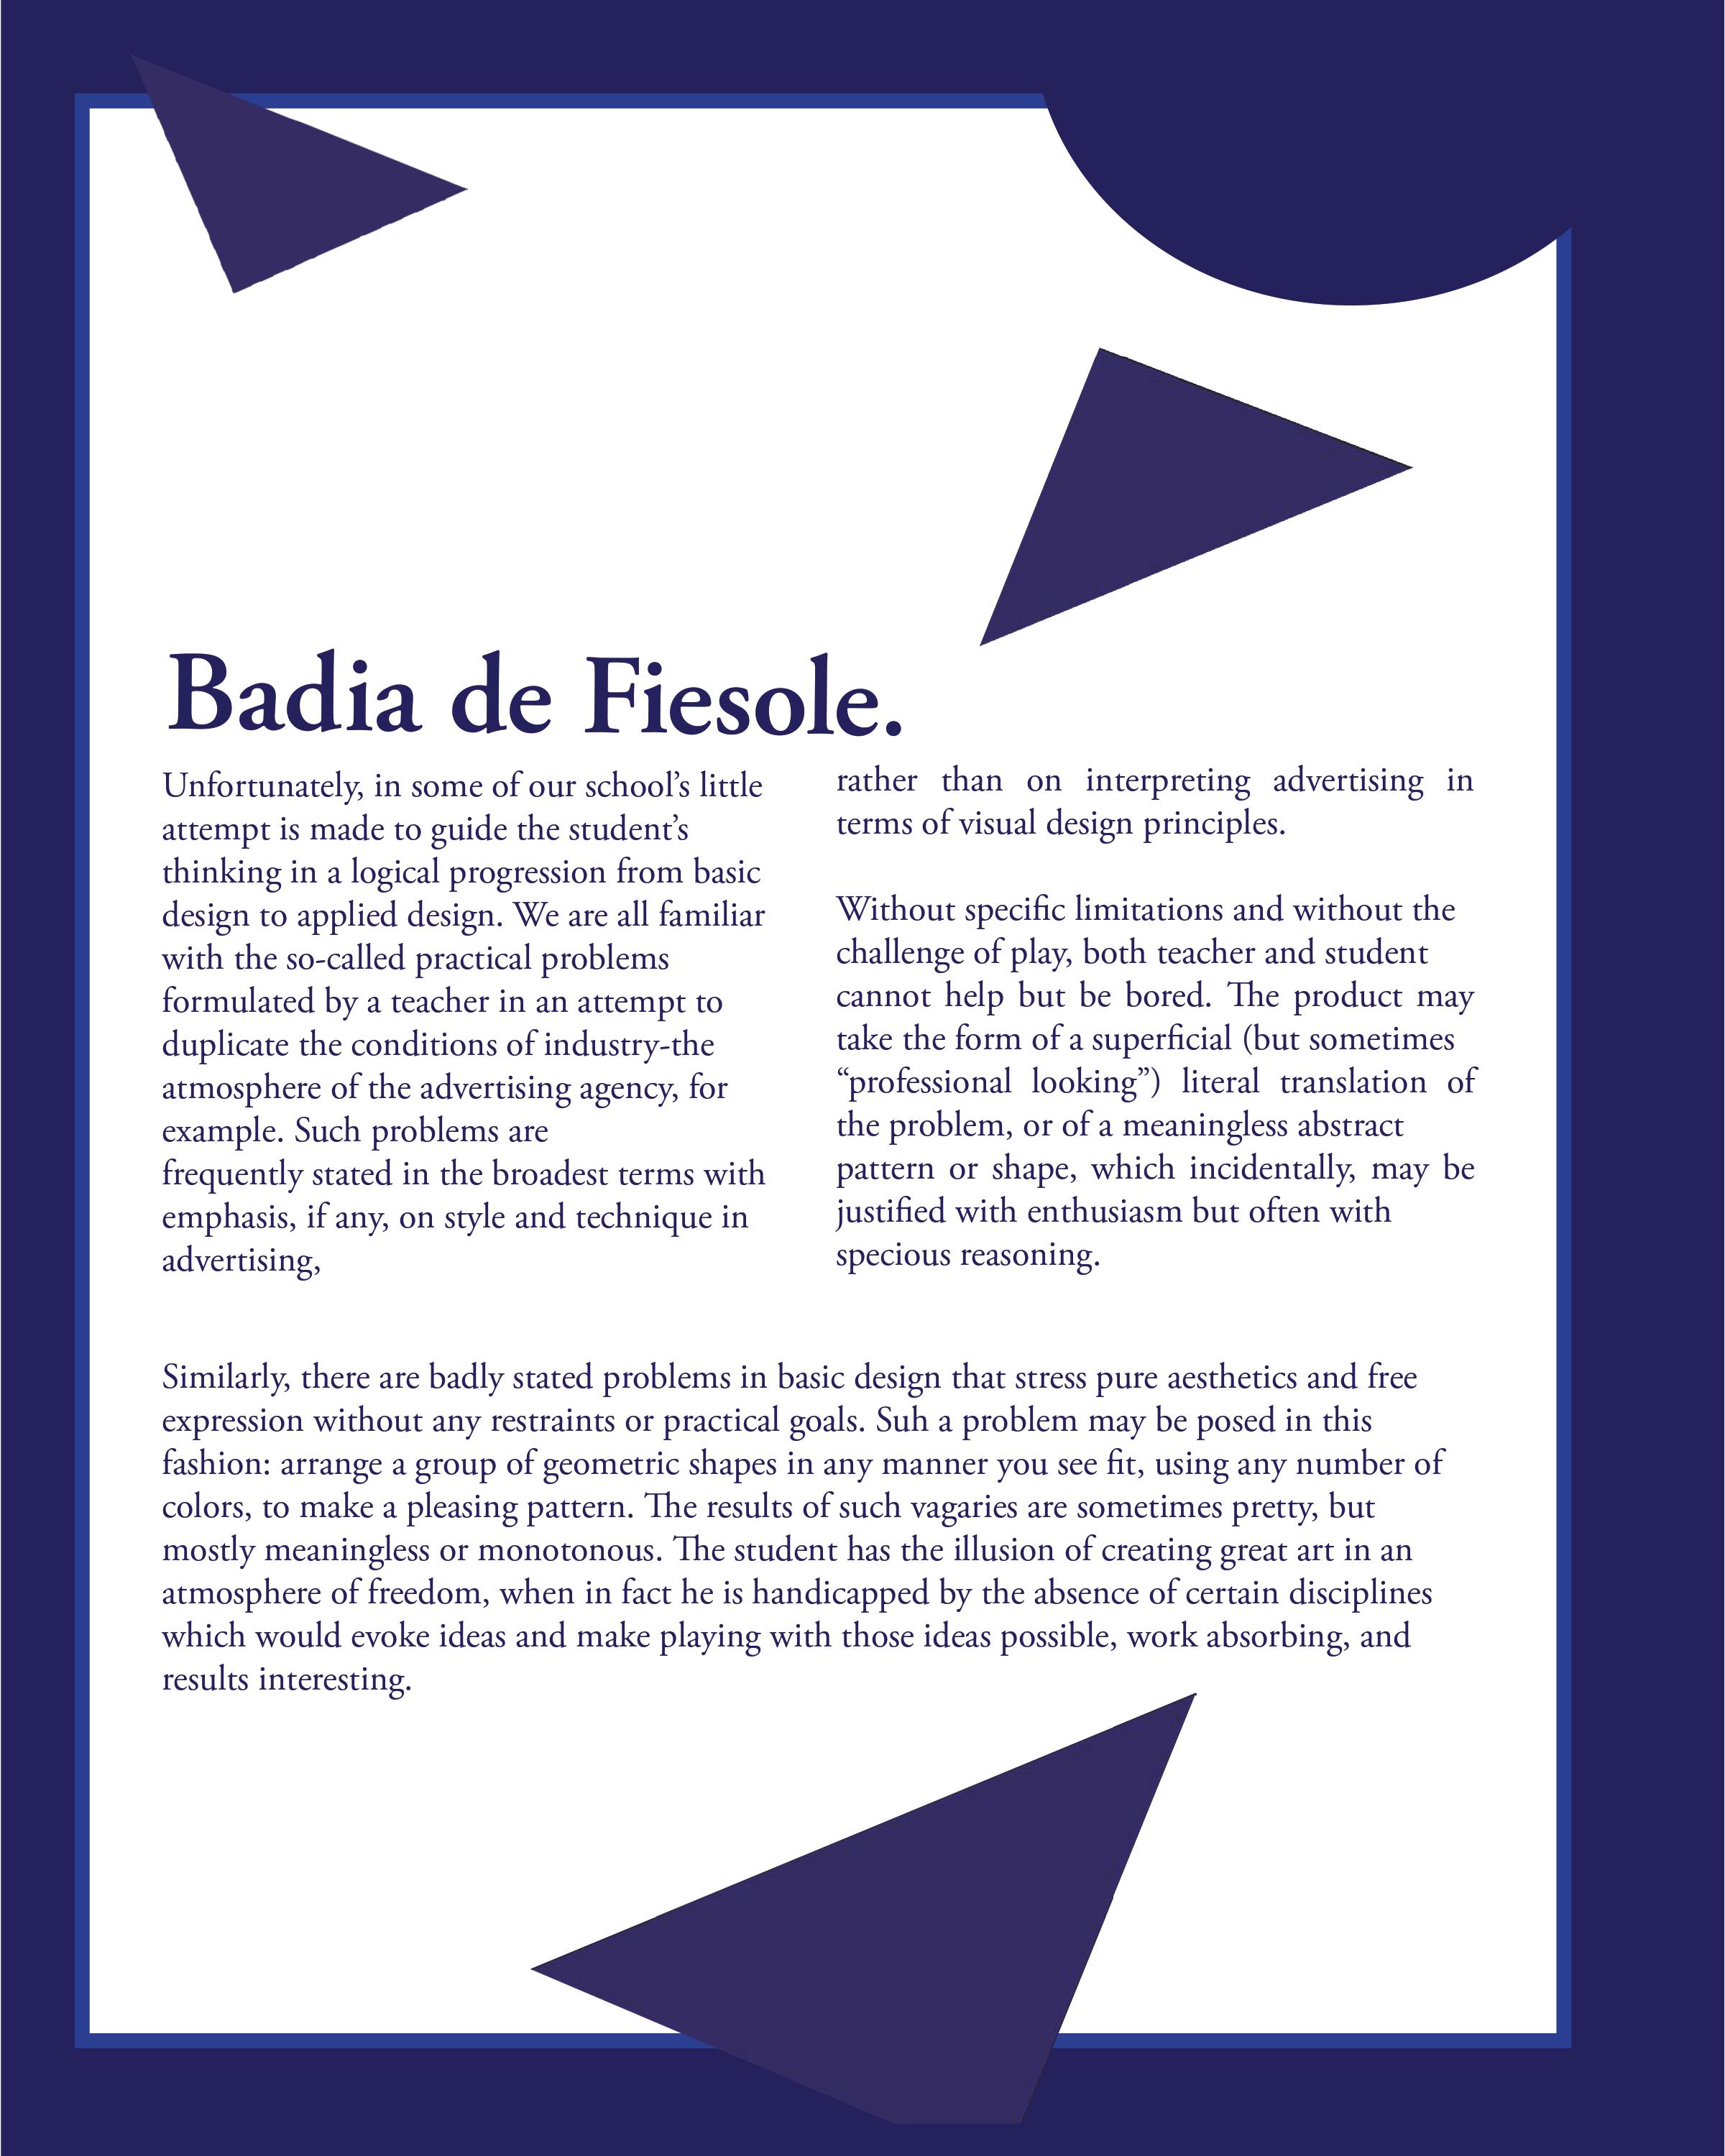 Badia de Fiesole.
Unfortunately, in some of our school’s little
attempt is made to guide the student’s
thinking in a logical progression from basic
design to applied design. We are all familiar
with the so-called practical problems
formulated by a teacher in an attempt to
duplicate the conditions of industry-the
atmosphere of the advertising agency, for
example. Such problems are
frequently stated in the broadest terms with
emphasis, if any, on style and technique in
advertising,
rather than on interpreting advertising in
terms of visual design principles.
Without specific limitations and without the
challenge of play, both teacher and student
cannot help but be bored. The product may
take the form of a superficial (but sometimes
“professional looking”) literal translation of
the problem, or of a meaningless abstract
pattern or shape, which incidentally, may be
justified with enthusiasm but often with
specious reasoning.
Similarly, there are badly stated problems in basic design that stress pure aesthetics and free
expression without any restraints or practical goals. Suh a problem may be posed in this
fashion: arrange a group of geometric shapes in any manner you see fit, using any number of
colors, to make a pleasing pattern. The results of such vagaries are sometimes pretty, but
mostly meaningless or monotonous. The student has the illusion of creating great art in an
atmosphere of freedom, when in fact he is handicapped by the absence of certain disciplines
which would evoke ideas and make playing with those ideas possible, work absorbing, and
results interesting.